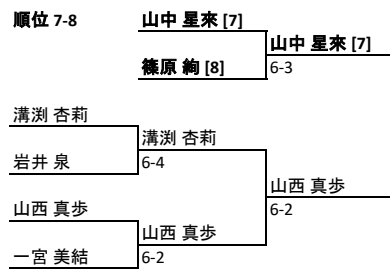 順位 7-8
山中 星來 [7]
山中 星來 [7]
篠原 絢 [8]
6-3
溝渕 杏莉
溝渕 杏莉
岩井 泉
6-4
山西 真歩
6-2
山西 真歩
山西 真歩
一宮 美結
6-2